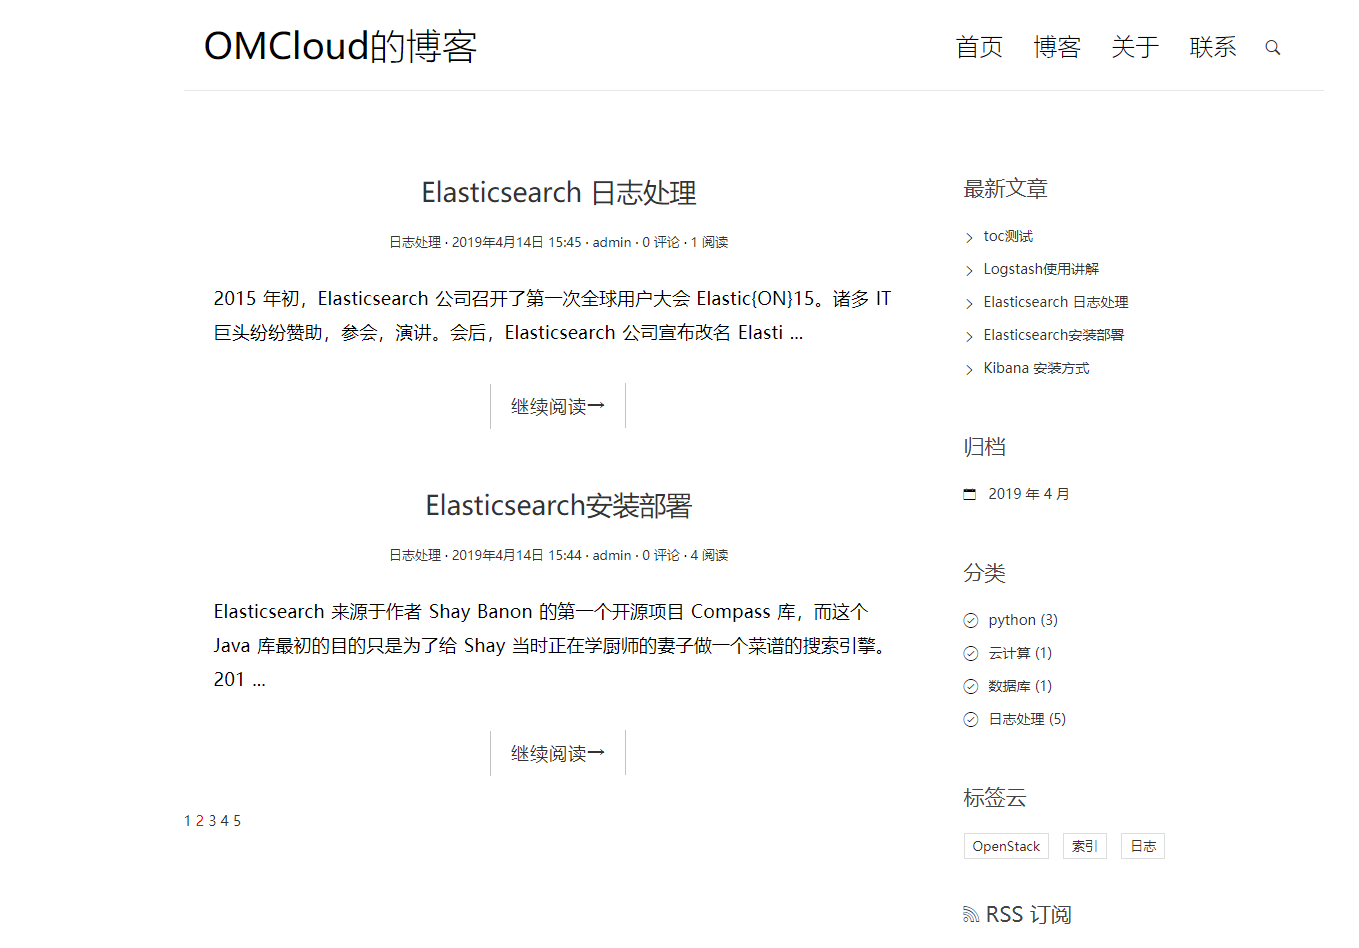 OMCloud的博客
首页 博客 关于 联系
Elasticsearch 日志处理
日志处理 · 2019年4月14日 15:45 · admin · 0 评论 · 1 阅读
2015 年初，Elasticsearch 公司召开了第一次全球用户大会 Elastic{ON}15。诸多 IT
巨头纷纷赞助，参会，演讲。会后，Elasticsearch 公司宣布改名 Elasti ...
继续阅读→
Elasticsearch安装部署
日志处理 · 2019年4月14日 15:44 · admin · 0 评论 · 4 阅读
Elasticsearch 来源于作者 Shay Banon 的第一个开源项目 Compass 库，而这个
Java 库最初的目的只是为了给 Shay 当时正在学厨师的妻子做一个菜谱的搜索引擎。
201 ...
继续阅读→
1 2 3 4 5
最新文章
toc测试
Logstash使用讲解
Elasticsearch 日志处理
Elasticsearch安装部署
Kibana 安装方式
归档
2019 年 4 月
分类
python (3)
云计算 (1)
数据库 (1)
日志处理 (5)
标签云
OpenStack 索引 日志
RSS 订阅